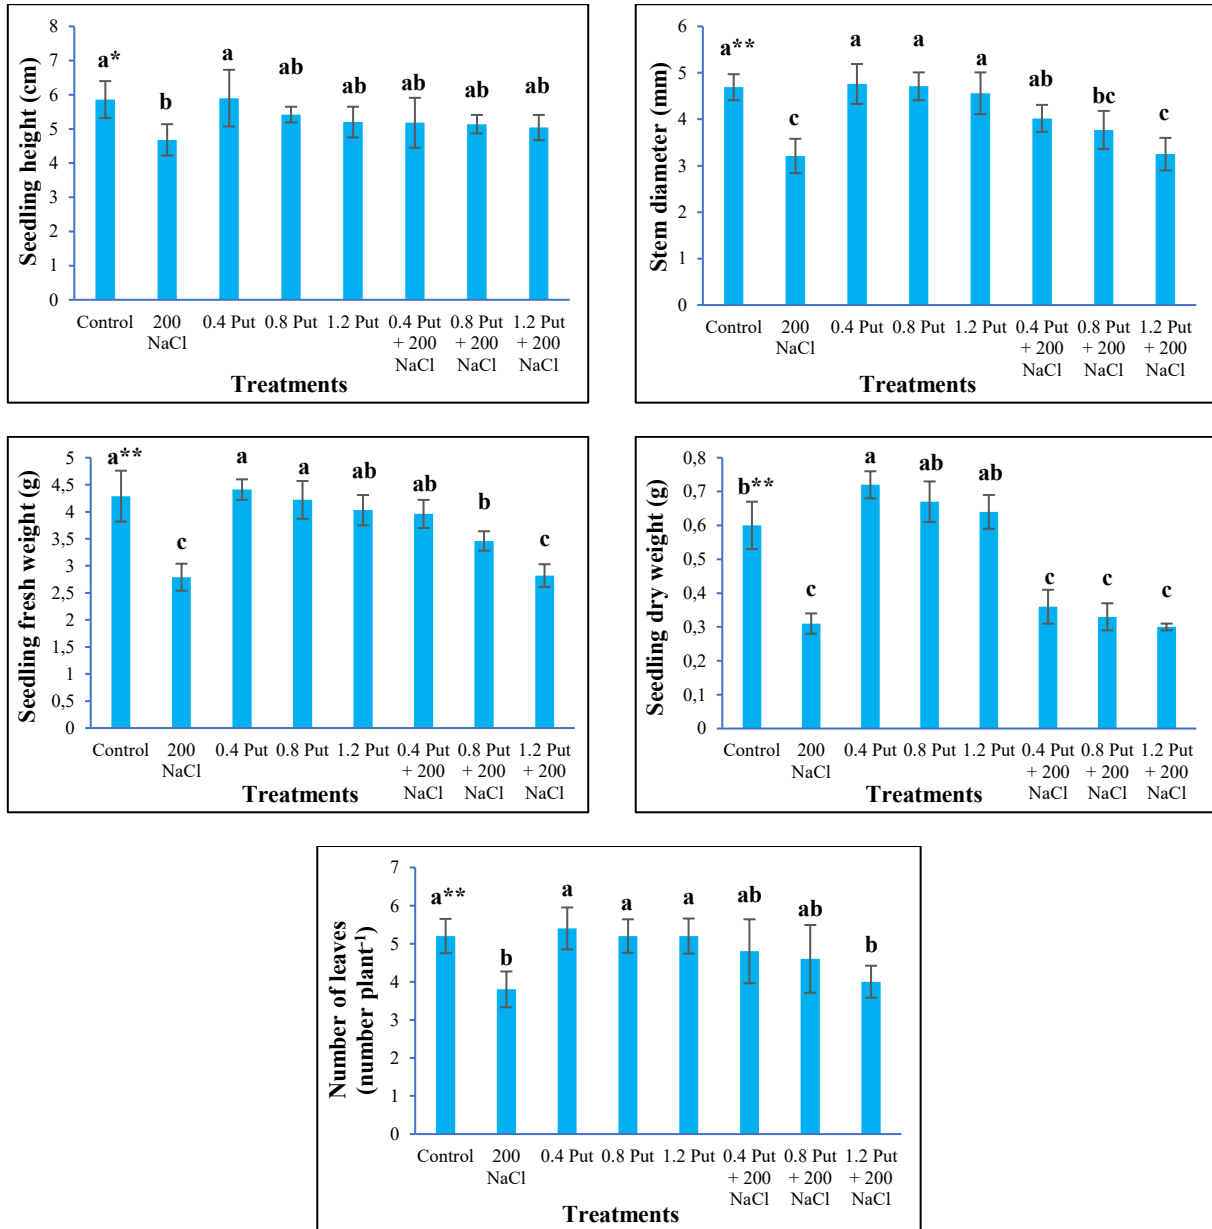 8
7
6
5
4
3
2
1
0
Seedling height (cm)
a*
b
a
ab
ab
ab
ab
ab
Control 200 0.4 Put 0.8 Put 1.2 Put 0.4 Put 0.8 Put 1.2 Put
NaCl + 200 + 200 + 200
NaCl NaCl NaCl
Treatments
6
5
4
3
2
1
0
Stem diameter (mm)
a**
c
a
a
a
ab
bc
c
Control 200 0.4 Put 0.8 Put 1.2 Put 0.4 Put 0.8 Put 1.2 Put
NaCl + 200 + 200 + 200
NaCl NaCl NaCl
Treatments
5
4,5
4
3,5
3
2,5
2
1,5
1
0,5
0
Seedling fresh weight (g)
a**
c
a
a
ab
ab
b
c
Control 200 0.4 Put 0.8 Put 1.2 Put 0.4 Put 0.8 Put 1.2 Put
NaCl + 200 + 200 + 200
NaCl NaCl NaCl
Treatments
0,8
0,7
0,6
0,5
0,4
0,3
0,2
0,1
0
Seedling dry weight (g)
b**
c
a
ab
ab
c
c
c
Control 200 0.4 Put 0.8 Put 1.2 Put 0.4 Put 0.8 Put 1.2 Put
NaCl + 200 + 200 + 200
NaCl NaCl NaCl
Treatments
7
6
5
4
3
2
1
0
Number of leaves
(number plant⁻¹)
a**
b
a
a
a
ab
ab
b
Control 200 0.4 Put 0.8 Put 1.2 Put 0.4 Put 0.8 Put 1.2 Put
NaCl + 200 + 200 + 200
NaCl NaCl NaCl
Treatments